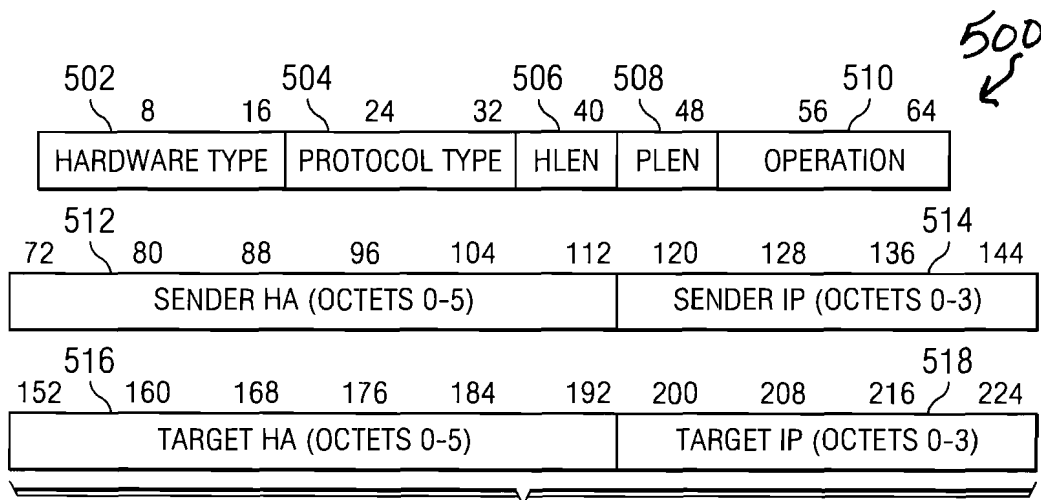 500
502 504 506 508 510
8 16 24 32 40 48 56 64
HARDWARE TYPE PROTOCOL TYPE HLEN PLEN OPERATION
512 514
72 80 88 96 104 112 120 128 136 144
SENDER HA (OCTETS 0-5) SENDER IP (OCTETS 0-3)
516 518
152 160 168 176 184 192 200 208 216 224
TARGET HA (OCTETS 0-5) TARGET IP (OCTETS 0-3)